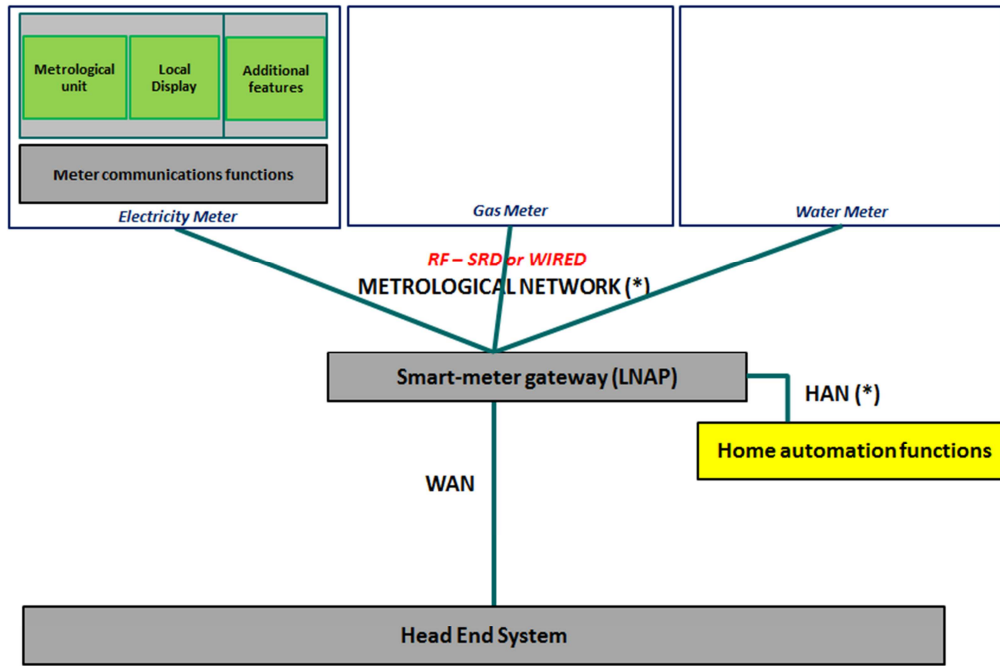 Metrological
unit
Local
Display
Additional
features
Meter communications functions
Electricity Meter
Gas Meter
Water Meter
RF – SRD or WIRED
METROLOGICAL NETWORK (*)
Smart-meter gateway (LNAP)
HAN (*)
Home automation functions
WAN
Head End System